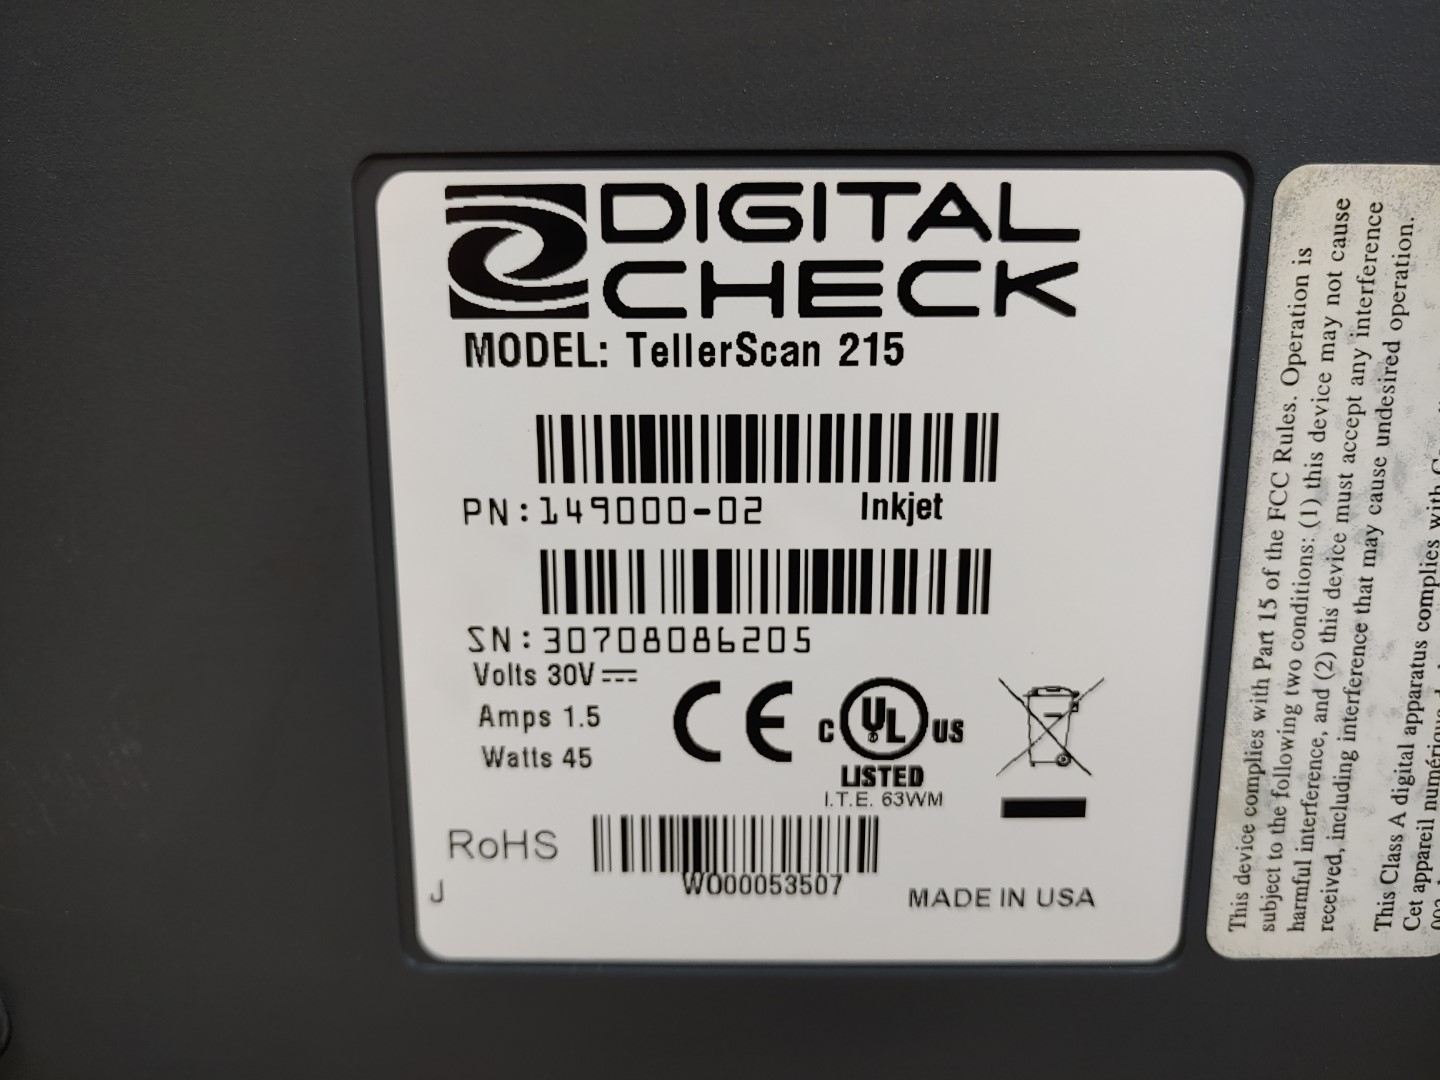 DIGITAL
CHECK
MODEL: TellerScan 215
PN:149000-02 Inkjet
SN:30708086205
Volts 30V
Amps 1.5
Watts 45
CE
C UL US
LISTED
I.T.E. 63WM
RoHS
W000053507
J
MADE IN USA
This device complies with Part 15 of the FCC Rules. Operation is
subject to the following two conditions: (1) this device may not cause
harmful interference, and (2) this device must accept any interference
received, including interference that may cause undesired operation.
This Class A digital apparatus complies with
Cet appareil numérique